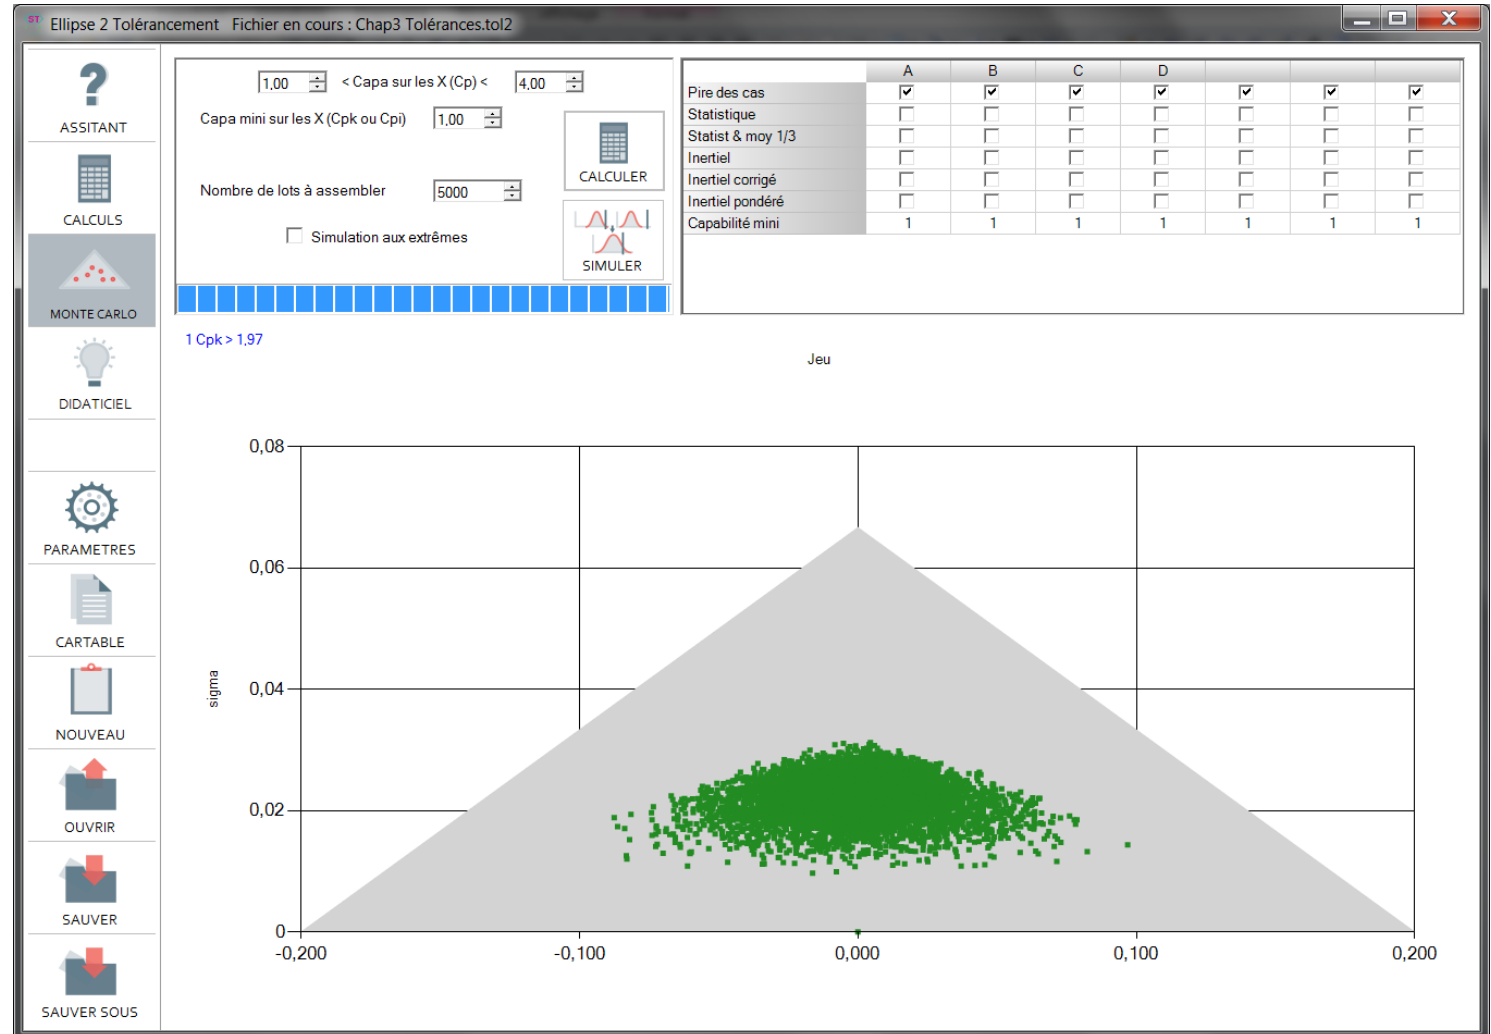 ST Ellipse 2 Tolérancement Fichier en cours : Chap3 Tolérances.tol2
ASSITANT
CALCULS
MONTE CARLO
DIDATICIEL
PARAMETRES
CARTABLE
NOUVEAU
OUVRIR
SAUVER
SAUVER SOUS
1,00 < Capa sur les X (Cp) < 4,00
Capa mini sur les X (Cpk ou Cpi) 1,00
Nombre de lots à assembler 5000
Simulation aux extrêmes
CALCULER
SIMULER
A B C D
Pire des cas
Statistique
Statist & moy 1/3
Inertiel
Inertiel corrigé
Inertiel pondéré
Capabilité mini 1 1 1 1 1 1 1
1 Cpk > 1,97
Jeu
0,08
0,06
0,04
0,02
0
sigma
-0,200 -0,100 0,000 0,100 0,200